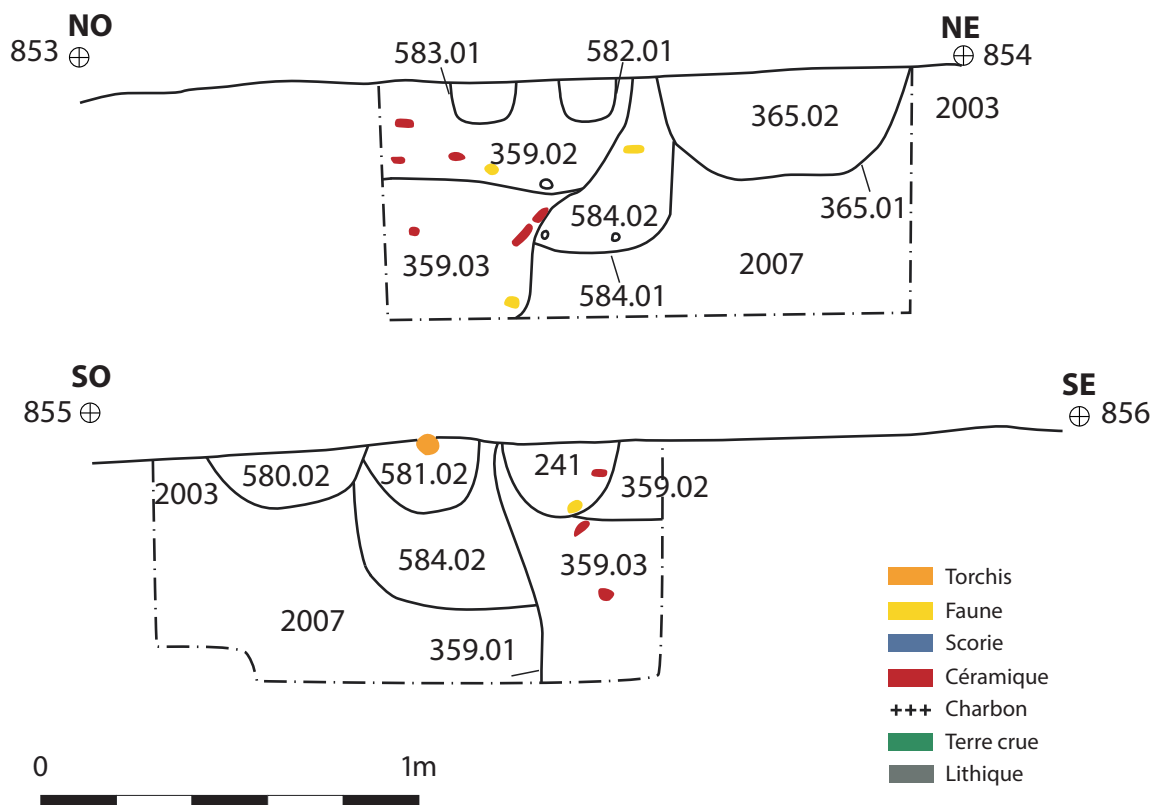 NO
NE
853
854
583.01
582.01
365.02
2003
359.02
365.01
584.02
359.03
2007
584.01
SO
SE
855
856
2003
580.02
581.02
241
359.02
584.02
359.03
2007
359.01
Torchis
Faune
Scorie
Céramique
+++ Charbon
Terre crue
Lithique
0 1m